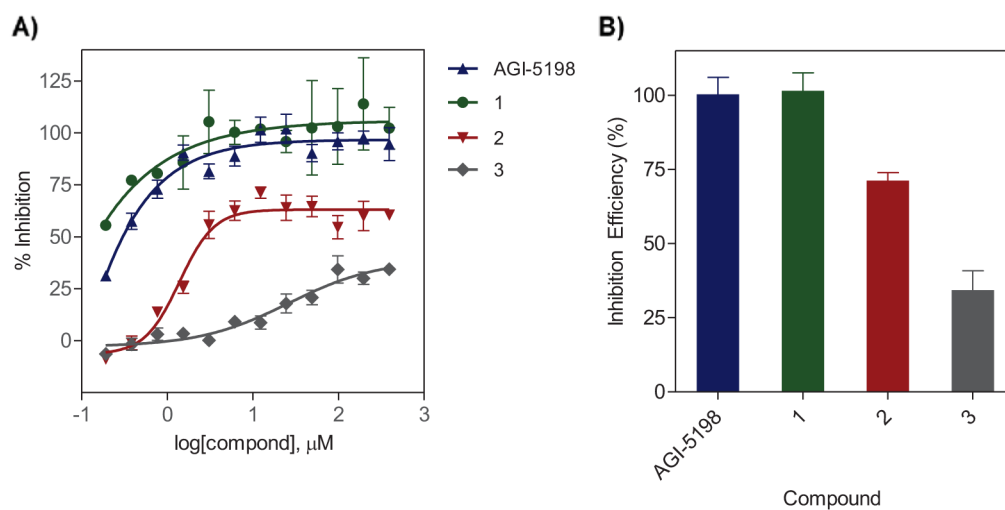 A)
% Inhibition
125
100
75
50
25
0
-1
0
1
2
3
log[compond], μM
AGI-5198
1
2
3
B)
Inhibition Efficiency (%)
100
75
50
25
0
AGI-5198
1
2
3
Compound